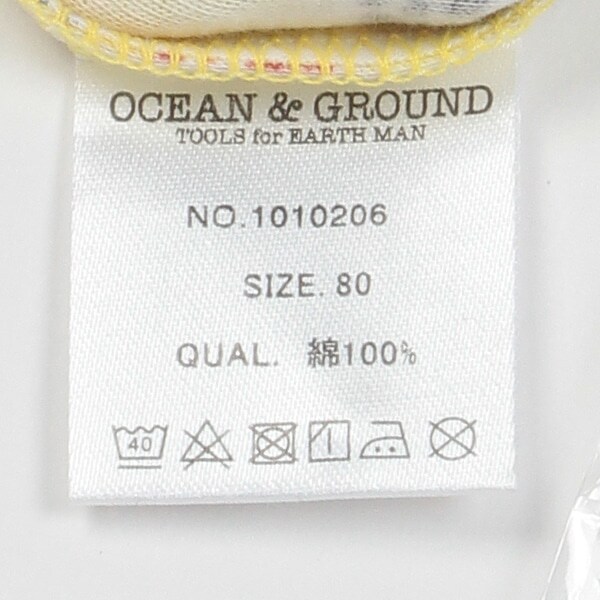 OCEAN & GROUND
TOOLS for EARTH MAN
NO.1010206
SIZE. 80
QUAL. 綿100%
40